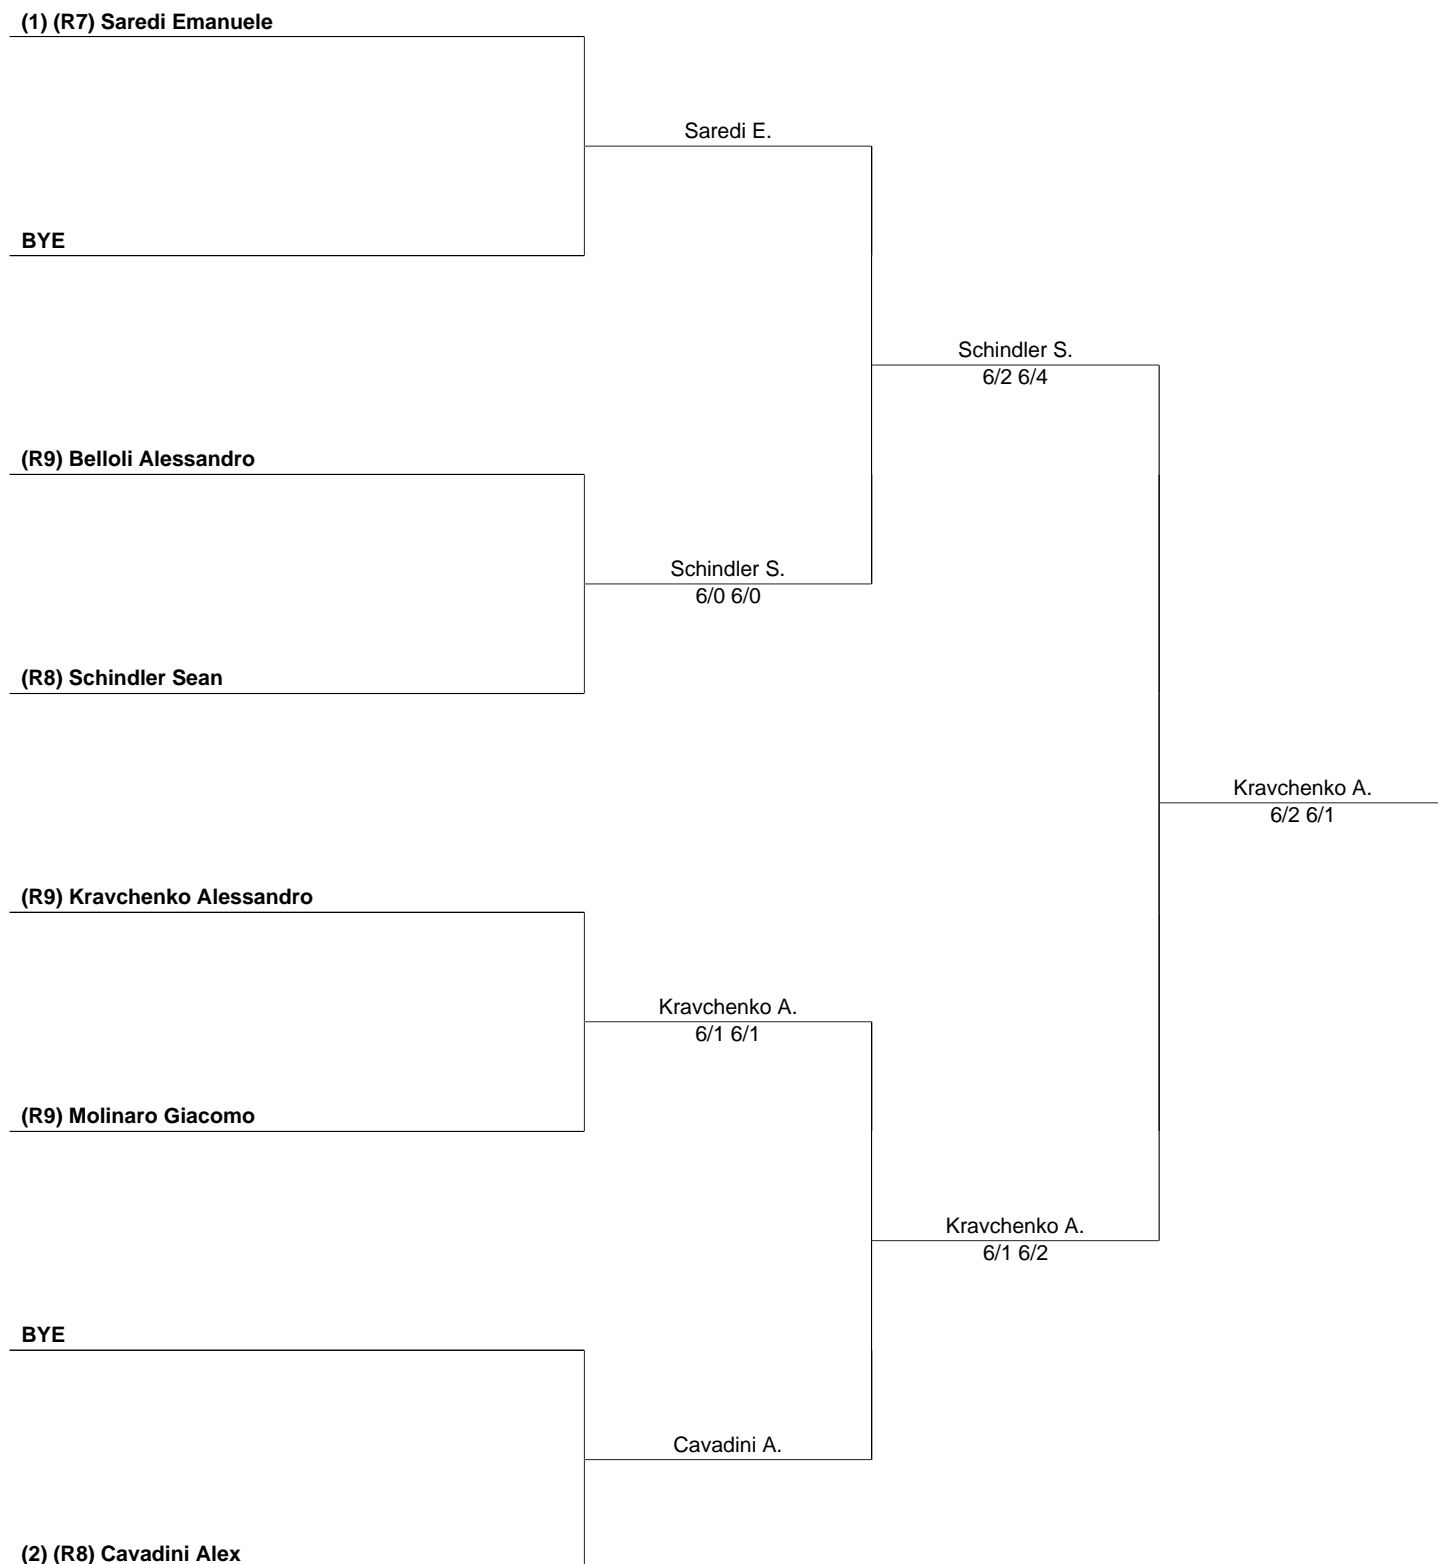 (1) (R7) Saredi Emanuele
Saredi E.
BYE
Schindler S.
6/2 6/4
(R9) Belloli Alessandro
Schindler S.
6/0 6/0
(R8) Schindler Sean
Kravchenko A.
6/2 6/1
(R9) Kravchenko Alessandro
Kravchenko A.
6/1 6/1
(R9) Molinaro Giacomo
Kravchenko A.
6/1 6/2
BYE
Cavadini A.
(2) (R8) Cavadini Alex